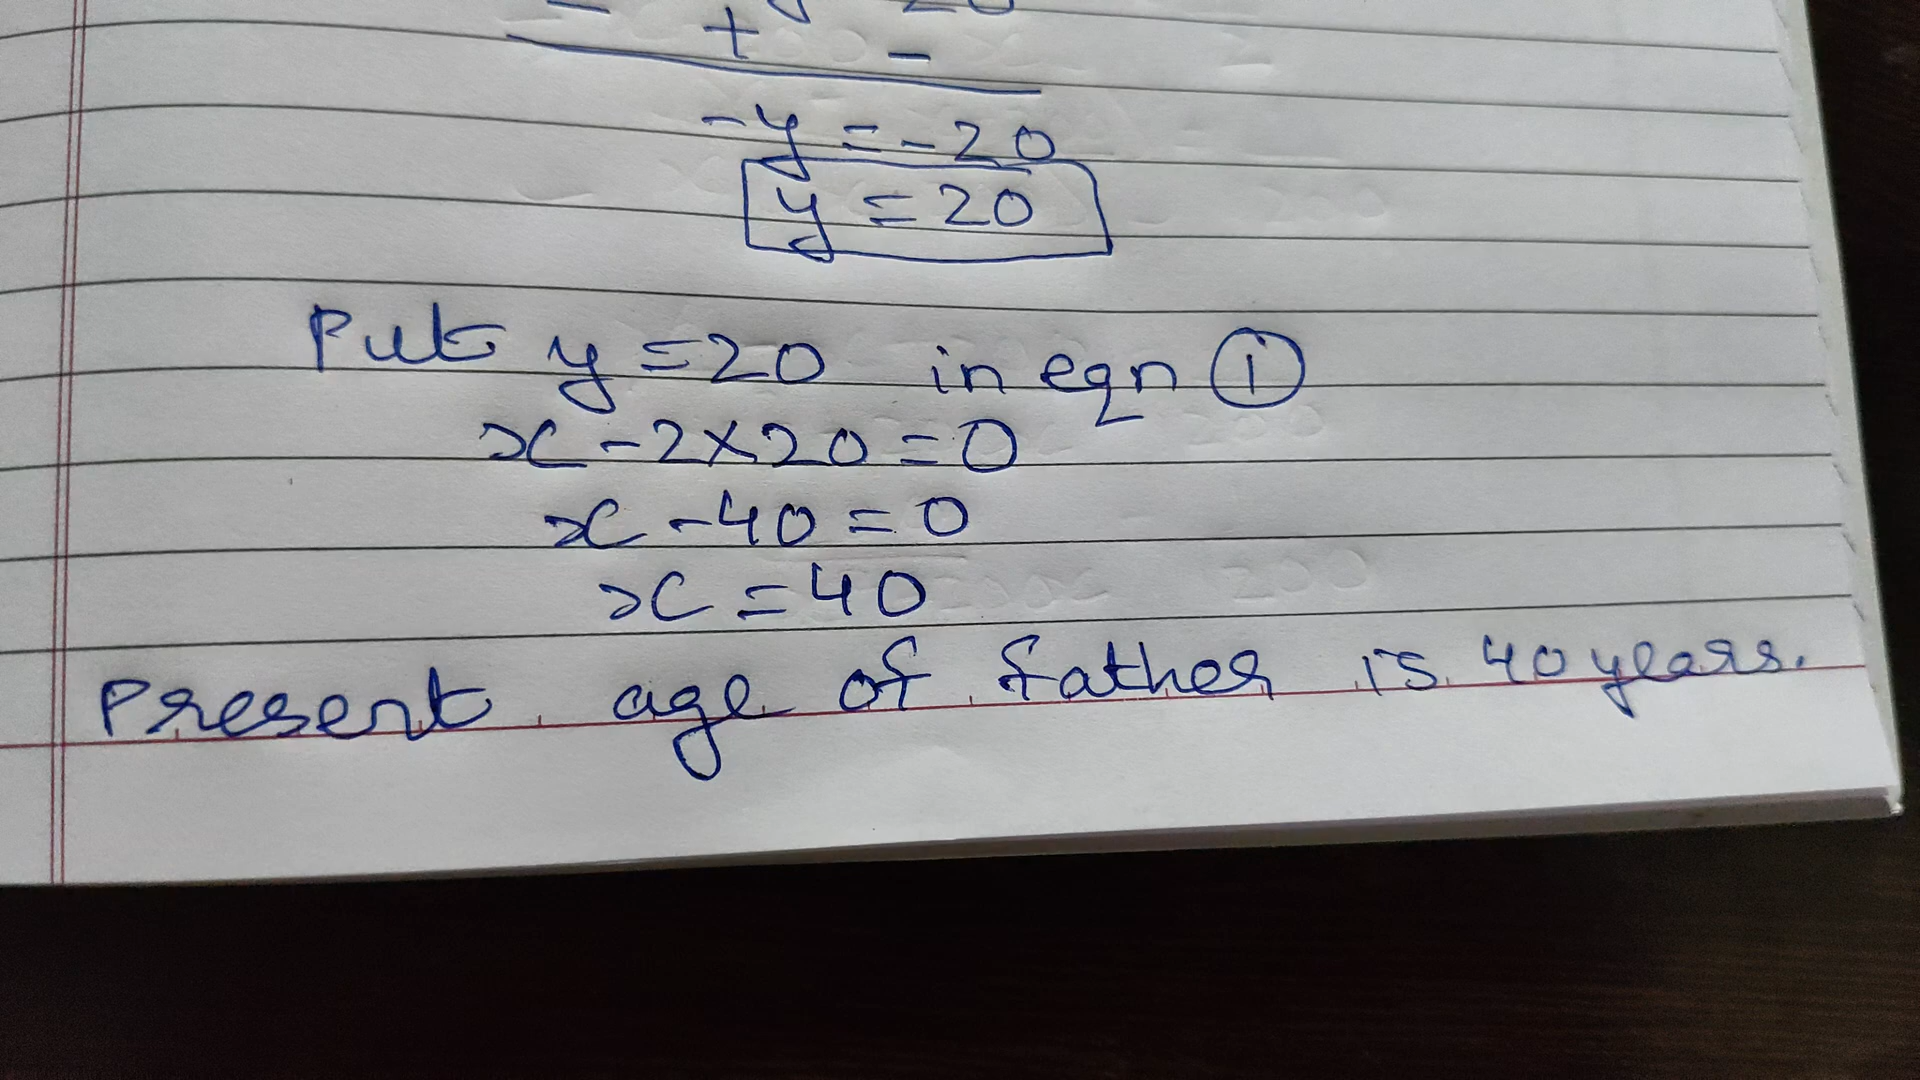 - + -
-y = -20
y = 20
Put y = 20 in eqn ①
x - 2 × 20 = 0
x - 40 = 0
x = 40
Present age of father is 40 years.